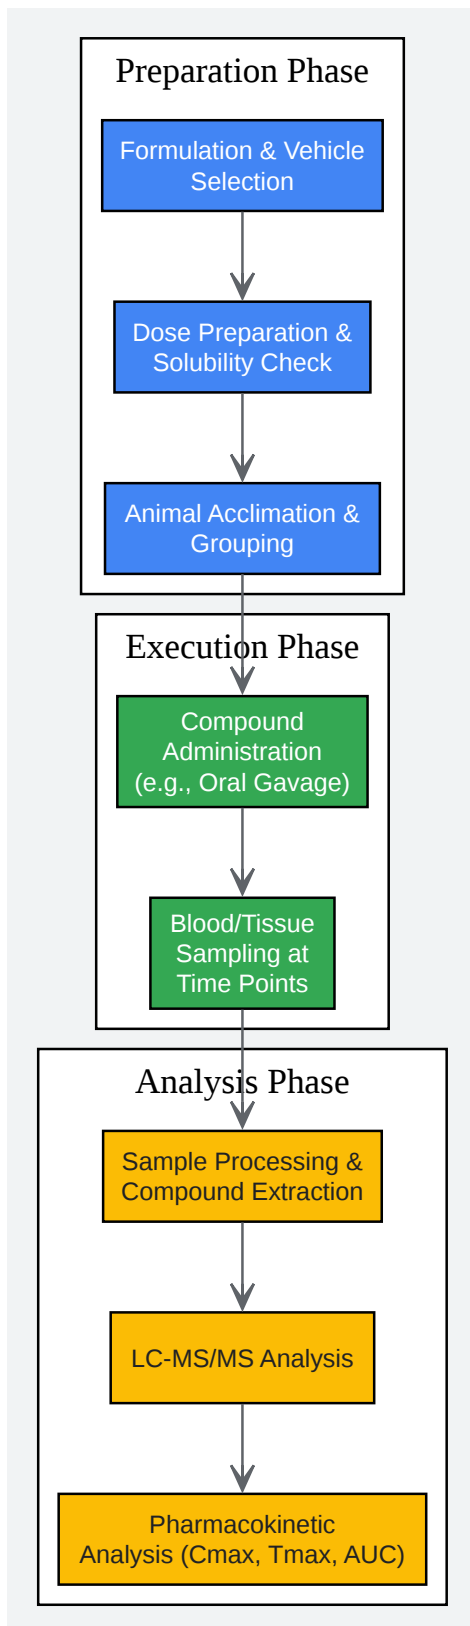 Preparation Phase
Formulation & Vehicle
Selection
Dose Preparation &
Solubility Check
Animal Acclimation &
Grouping
Execution Phase
Compound
Administration
(e.g., Oral Gavage)
Blood/Tissue
Sampling at
Time Points
Analysis Phase
Sample Processing &
Compound Extraction
LC-MS/MS Analysis
Pharmacokinetic
Analysis (Cmax, Tmax, AUC)